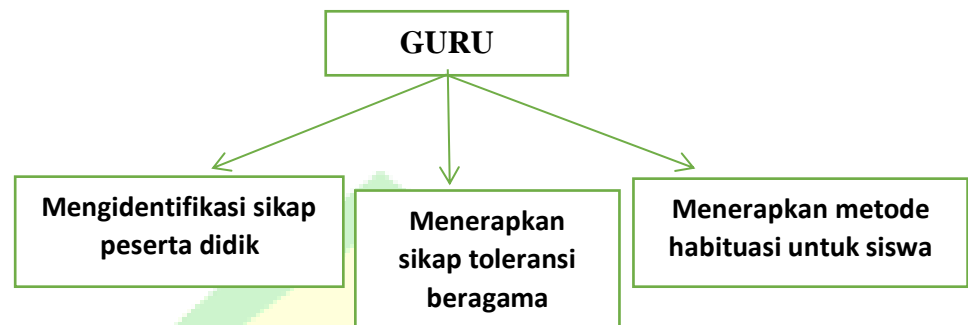 GURU
Mengidentifikasi sikap
peserta didik
Menerapkan
sikap toleransi
beragama
Menerapkan metode
habituasi untuk siswa